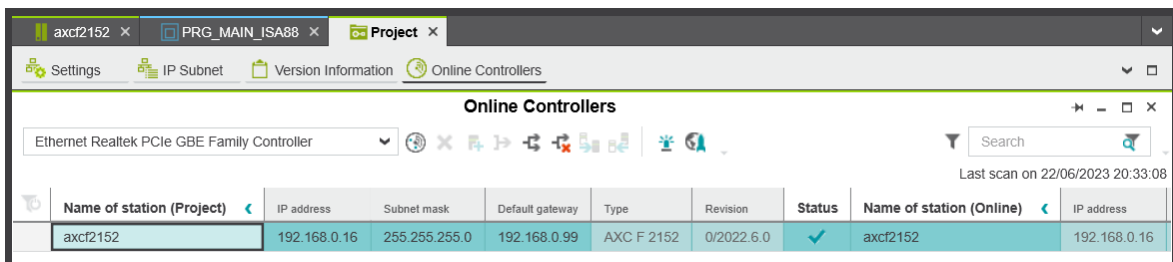 axcf2152
PRG_MAIN_ISA88
Project
Settings
IP Subnet
Version Information
Online Controllers
Online Controllers
Ethernet Realtek PCIe GBE Family Controller
Search
Last scan on 22/06/2023 20:33:08
Name of station (Project) IP address Subnet mask Default gateway Type Revision Status Name of station (Online) IP address
axcf2152 192.168.0.16 255.255.255.0 192.168.0.99 AXC F 2152 0/2022.6.0 axcf2152 192.168.0.16